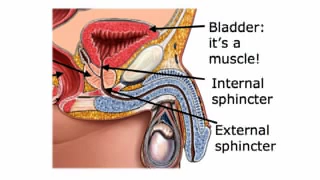 Bladder:
it's a
muscle!
Internal
sphincter
External
sphincter